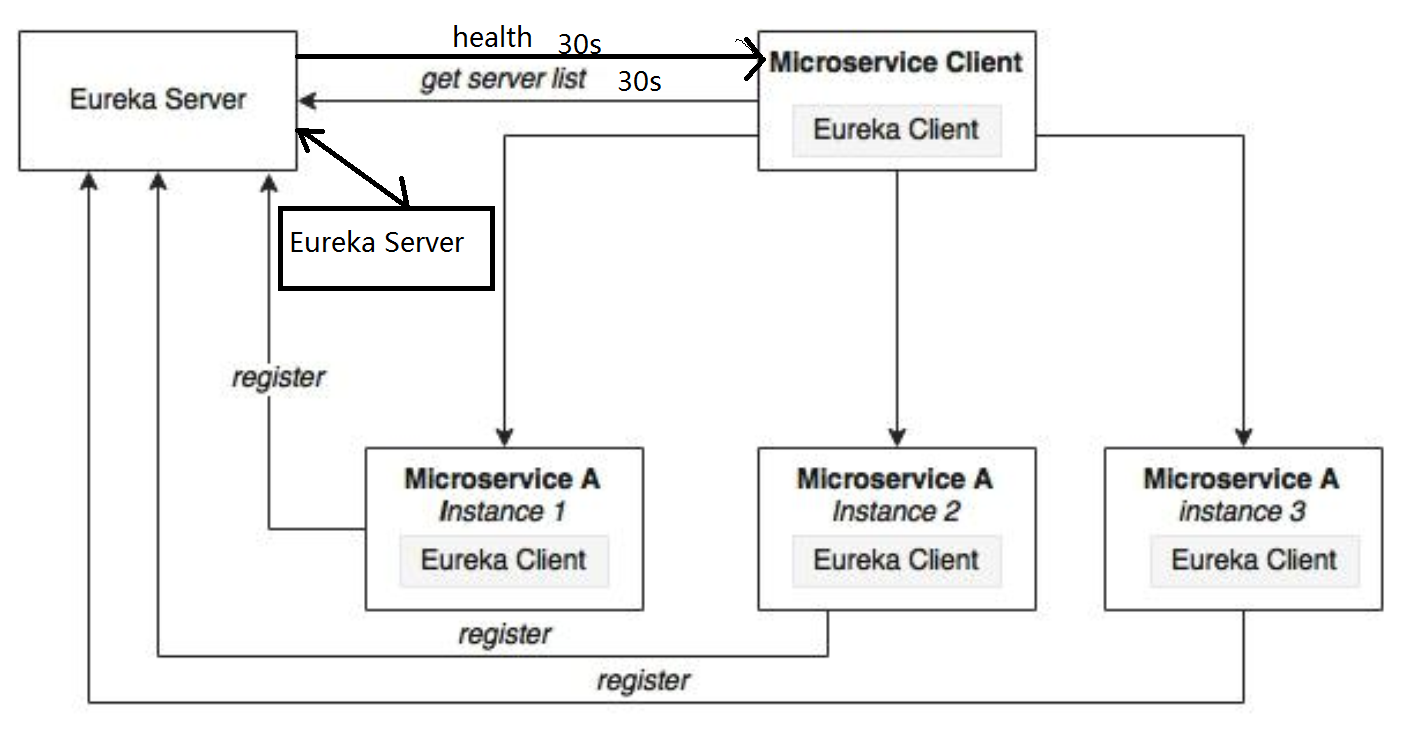 health 30s
get server list 30s
Eureka Server
Microservice Client
Eureka Client
Eureka Server
register
Microservice A
Instance 1
Eureka Client
Microservice A
Instance 2
Eureka Client
Microservice A
instance 3
Eureka Client
register
register